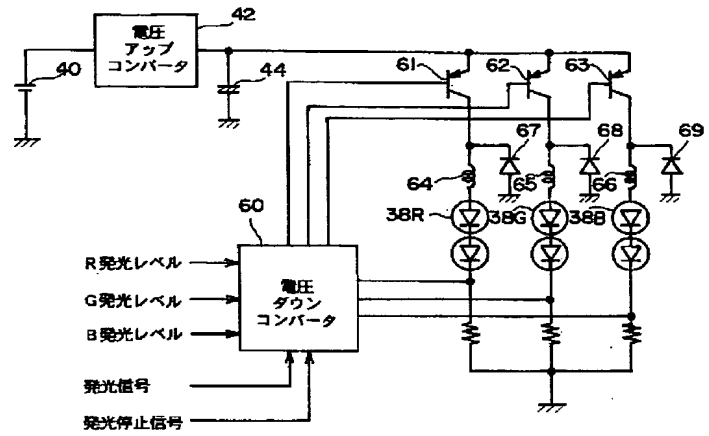 42
電圧
アップ
コンバータ
40
44
61
62
63
67
68
69
64
65
66
38R
38G
38B
60
電圧
ダウン
コンバータ
R発光レベル
G発光レベル
B発光レベル
発光信号
発光停止信号